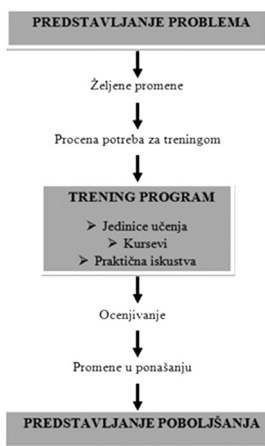 PREDSTAVLJANJE PROBLEMA
Željene promene
Procena potreba za treningom
TRENING PROGRAM
➢ Jedinice učenja
➢ Kursevi
➢ Praktična iskustva
Ocenjivanje
Promene u ponašanju
PREDSTAVLJANJE POBOLJŠANJA